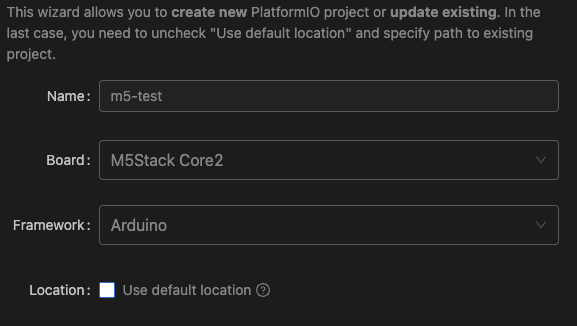 This wizard allows you to create new PlatformIO project or update existing. In the
last case, you need to uncheck "Use default location" and specify path to existing
project.
Name: m5-test
Board: M5Stack Core2
Framework: Arduino
Location: Use default location ?